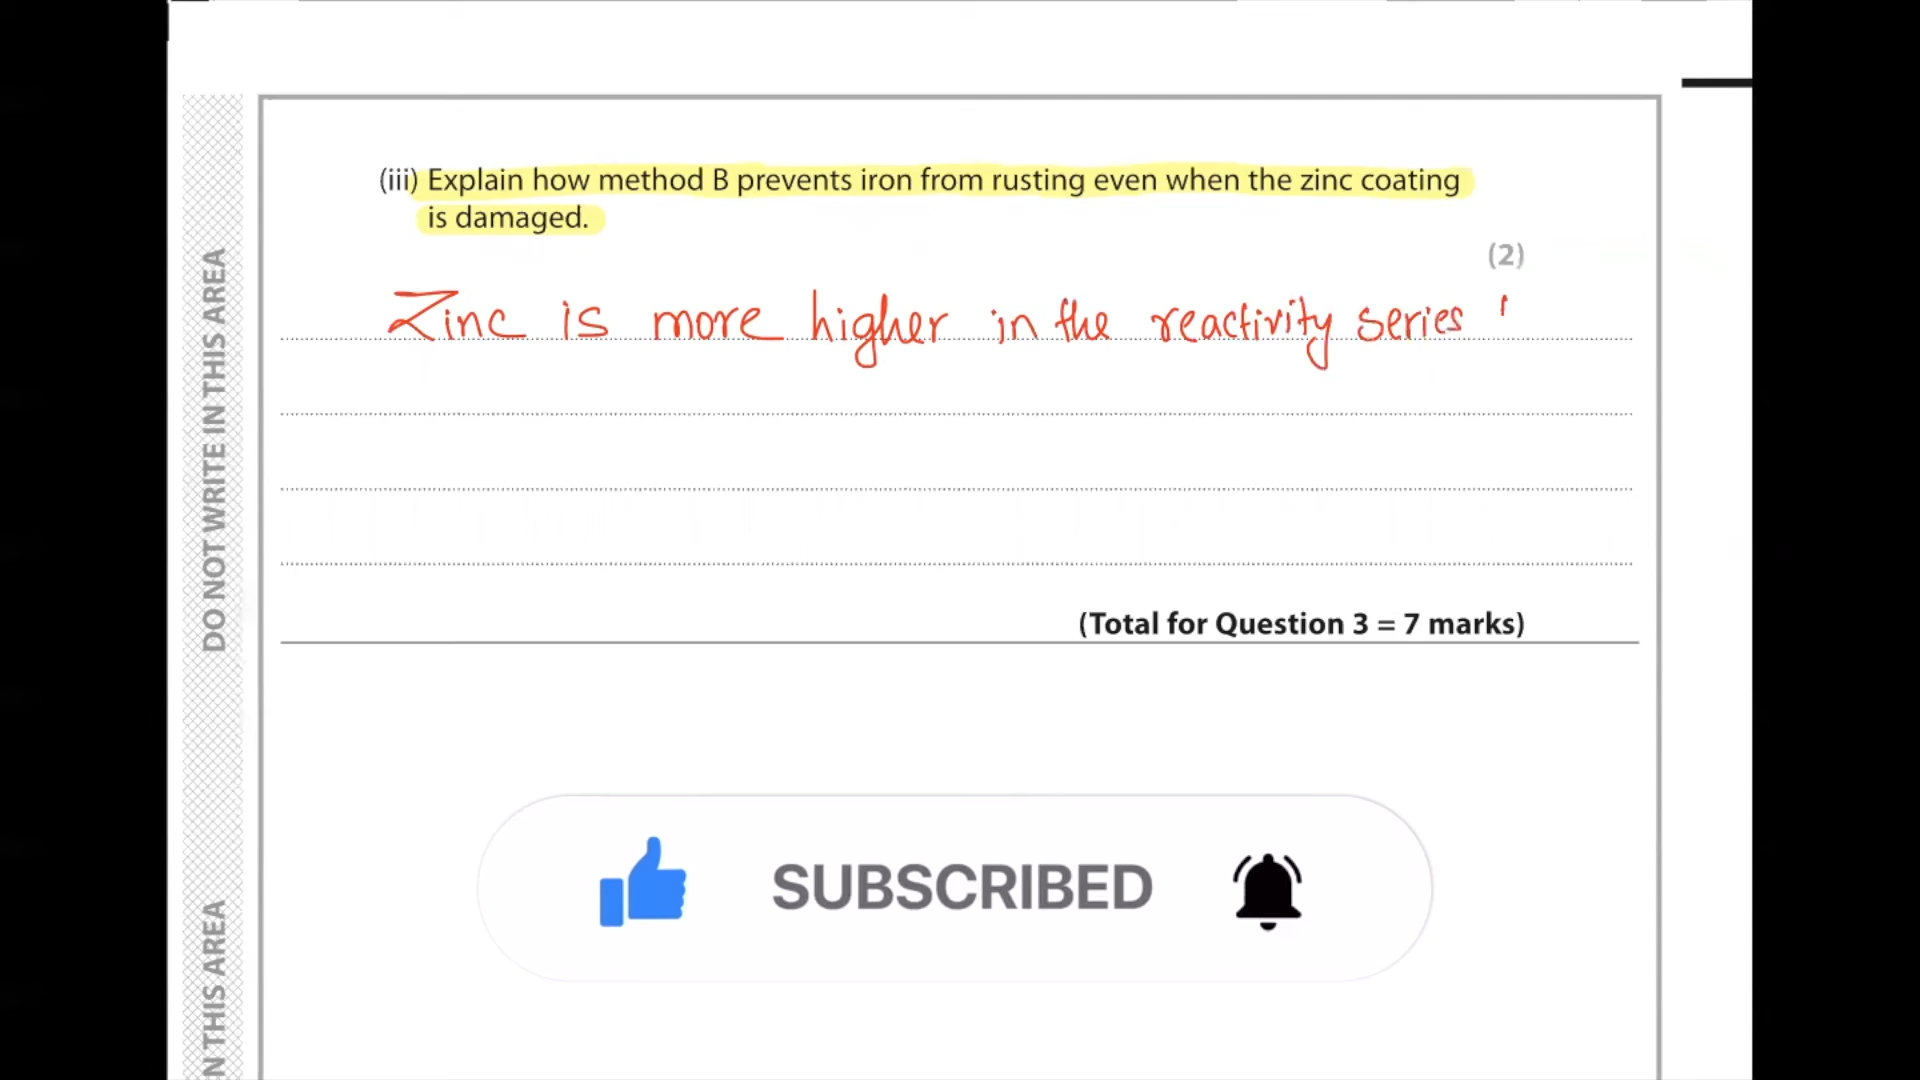 (iii) Explain how method B prevents iron from rusting even when the zinc coating
is damaged.
(2)
Zinc is more higher in the reactivity series
(Total for Question 3 = 7 marks)
SUBSCRIBED
DO NOT WRITE IN THIS AREA
N THIS AREA